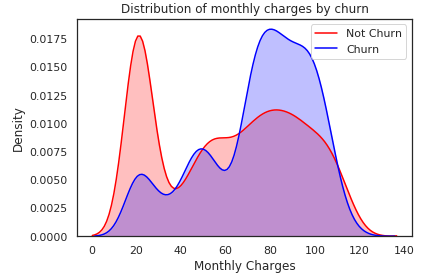 Distribution of monthly charges by churn
Not Churn
Churn
Density
0.0175
0.0150
0.0125
0.0100
0.0075
0.0050
0.0025
0.0000
0 20 40 60 80 100 120 140
Monthly Charges